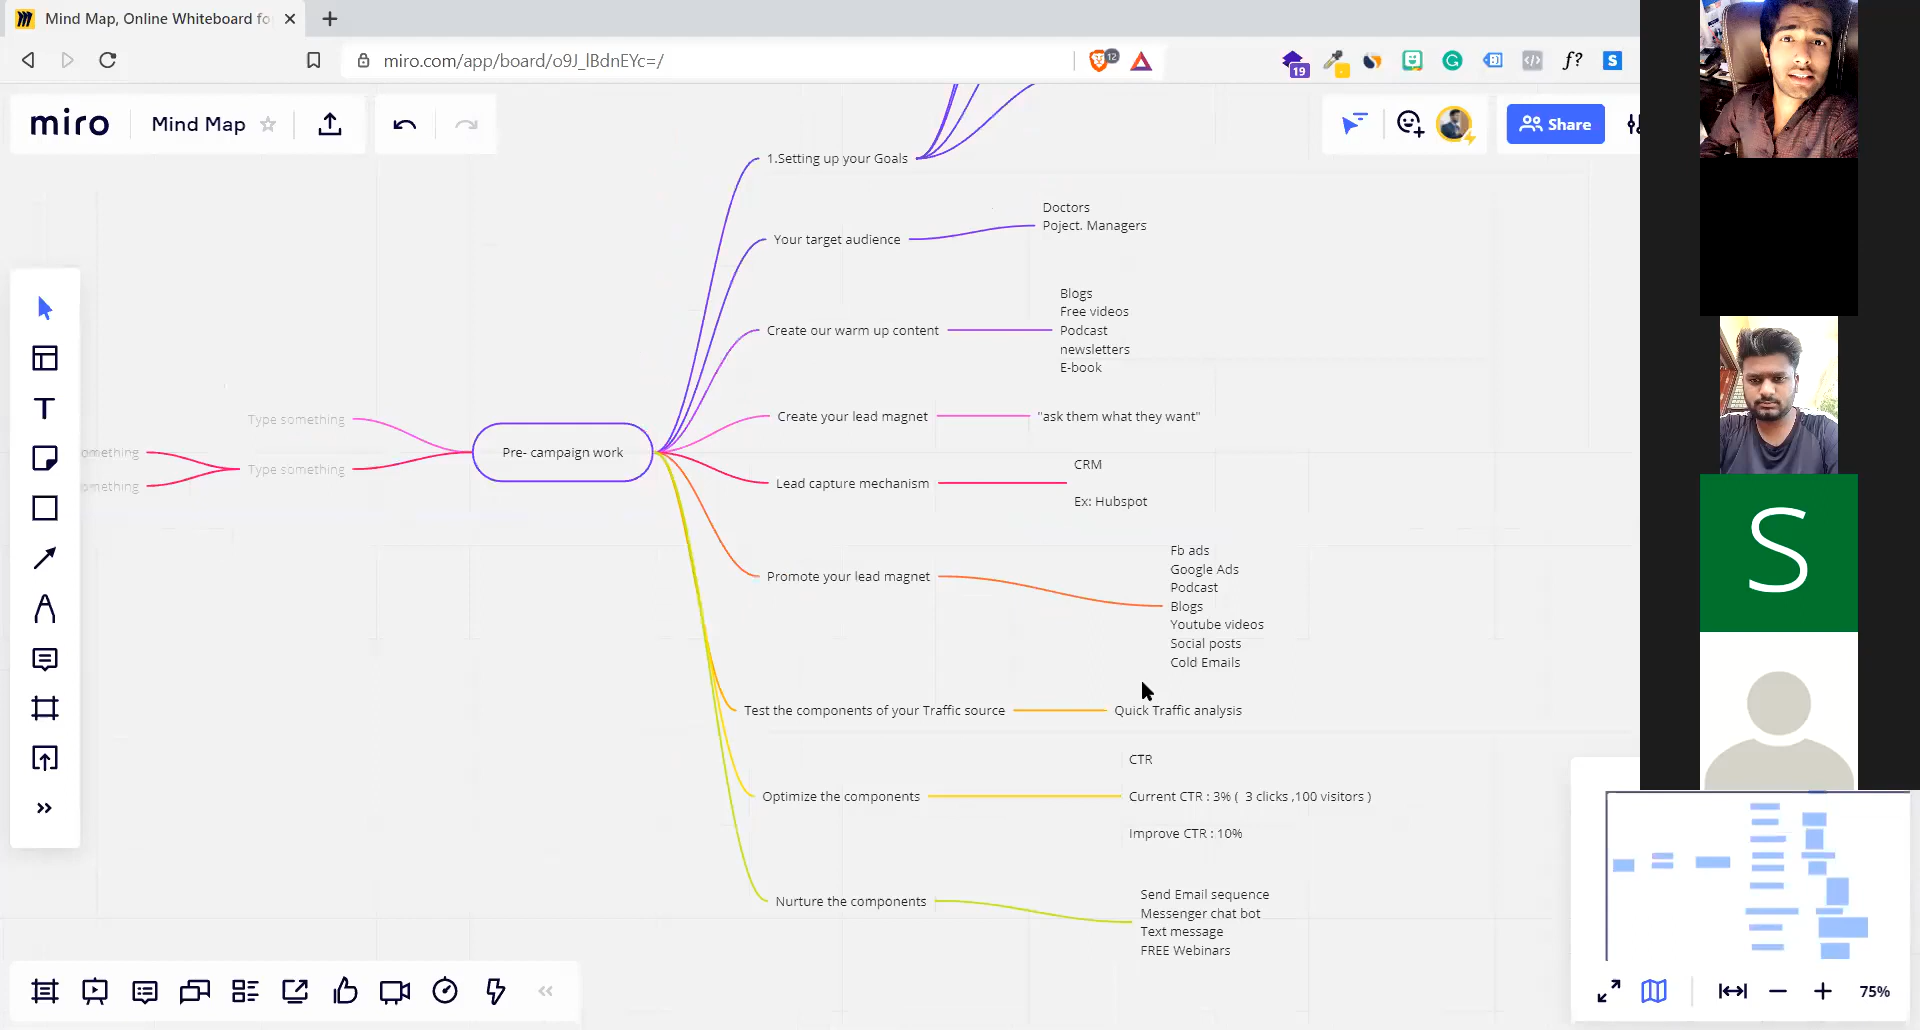 Mind Map, Online Whiteboard fo
miro.com/app/board/o9J_lBdnEYc=/
12
19
f?
S
miro
Mind Map
Share
1.Setting up your Goals
Your target audience
Doctors
Poject. Managers
Create our warm up content
Blogs
Free videos
Podcast
newsletters
E-book
Create your lead magnet
"ask them what they want"
Type something
omething
Type something
omething
Pre- campaign work
Lead capture mechanism
CRM
Ex: Hubspot
Promote your lead magnet
Fb ads
Google Ads
Podcast
Blogs
Youtube videos
Social posts
Cold Emails
Test the components of your Traffic source
Quick Traffic analysis
Optimize the components
CTR
Current CTR : 3% ( 3 clicks ,100 visitors )
Improve CTR : 10%
Nurture the components
Send Email sequence
Messenger chat bot
Text message
FREE Webinars
S
75%